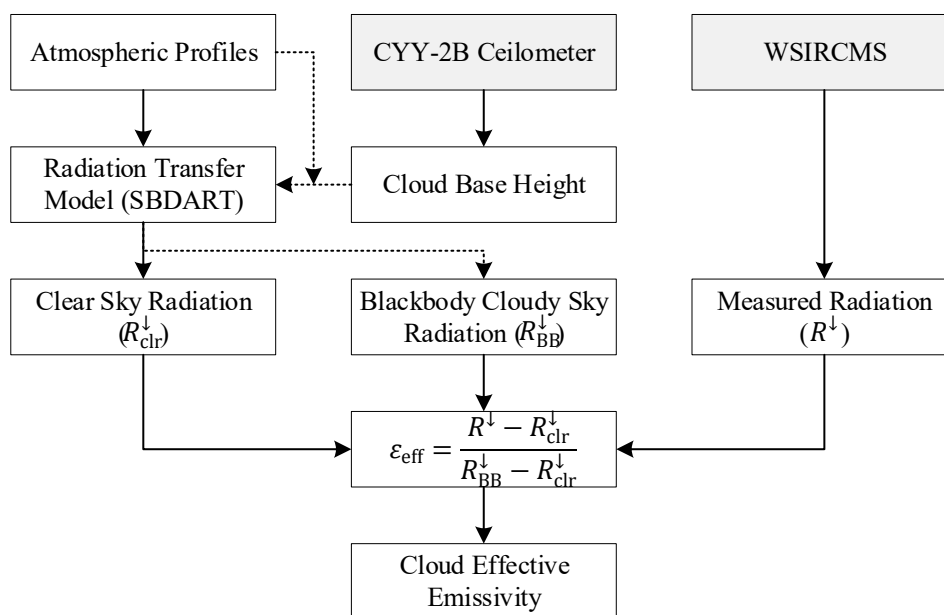 Atmospheric Profiles
CYY-2B Ceilometer
WSIRCMS
Radiation Transfer
Model (SBDART)
Cloud Base Height
Clear Sky Radiation
(R↓clr)
Blackbody Cloudy Sky
Radiation (R↓BB)
Measured Radiation
(R↓)
εeff = (R↓ − R↓clr) / (R↓BB − R↓clr)
Cloud Effective
Emissivity